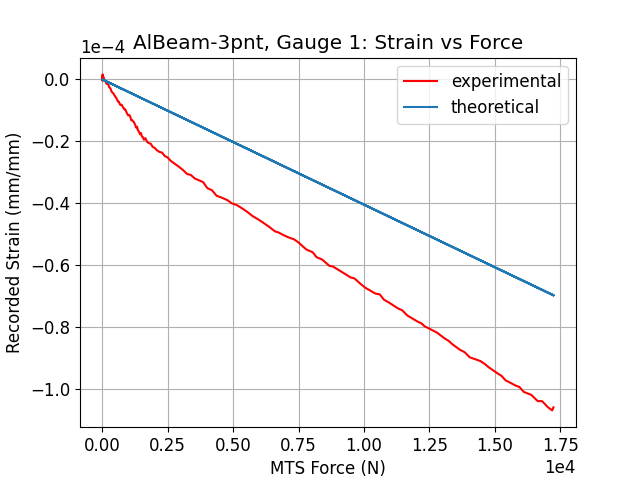 1e−4
AlBeam-3pnt, Gauge 1: Strain vs Force
experimental
theoretical
Recorded Strain (mm/mm)
0.0
−0.2
−0.4
−0.6
−0.8
−1.0
0.00 0.25 0.50 0.75 1.00 1.25 1.50 1.75
1e4
MTS Force (N)